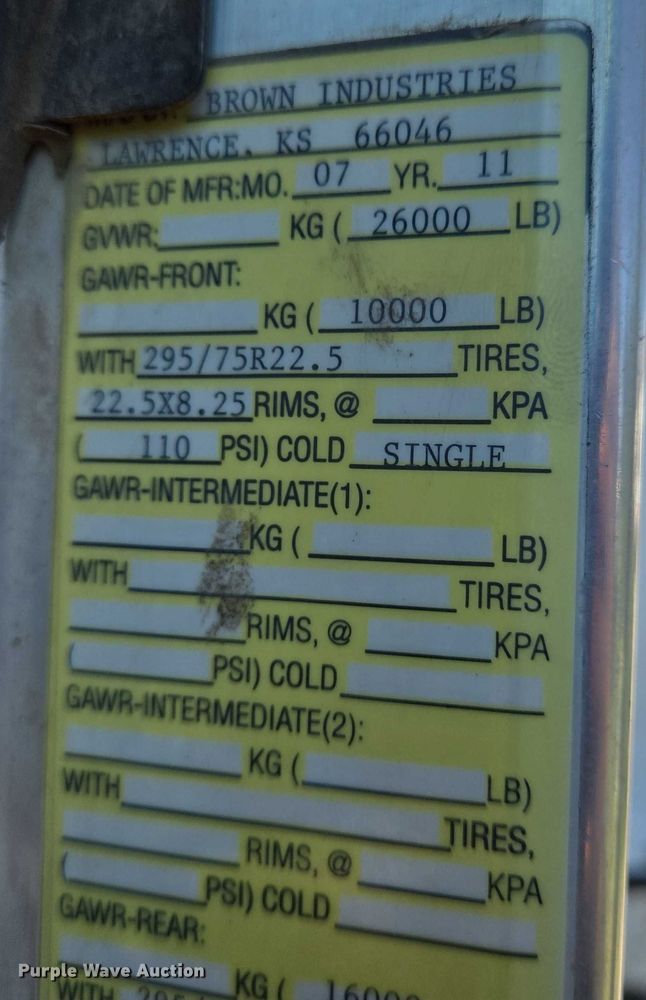 BROWN INDUSTRIES
LAWRENCE, KS 66046
DATE OF MFR:MO. 07 YR. 11
GVWR: KG ( 26000 LB)
GAWR-FRONT:
KG ( 10000 LB)
WITH 295/75R22.5 TIRES,
22.5X8.25 RIMS, @ KPA
( 110 PSI) COLD SINGLE
GAWR-INTERMEDIATE(1):
KG ( LB)
WITH TIRES,
RIMS, @ KPA
( PSI) COLD
GAWR-INTERMEDIATE(2):
KG ( LB)
WITH TIRES,
RIMS, @ KPA
( PSI) COLD
GAWR-REAR:
KG ( 16000
WITH
Purple Wave Auction